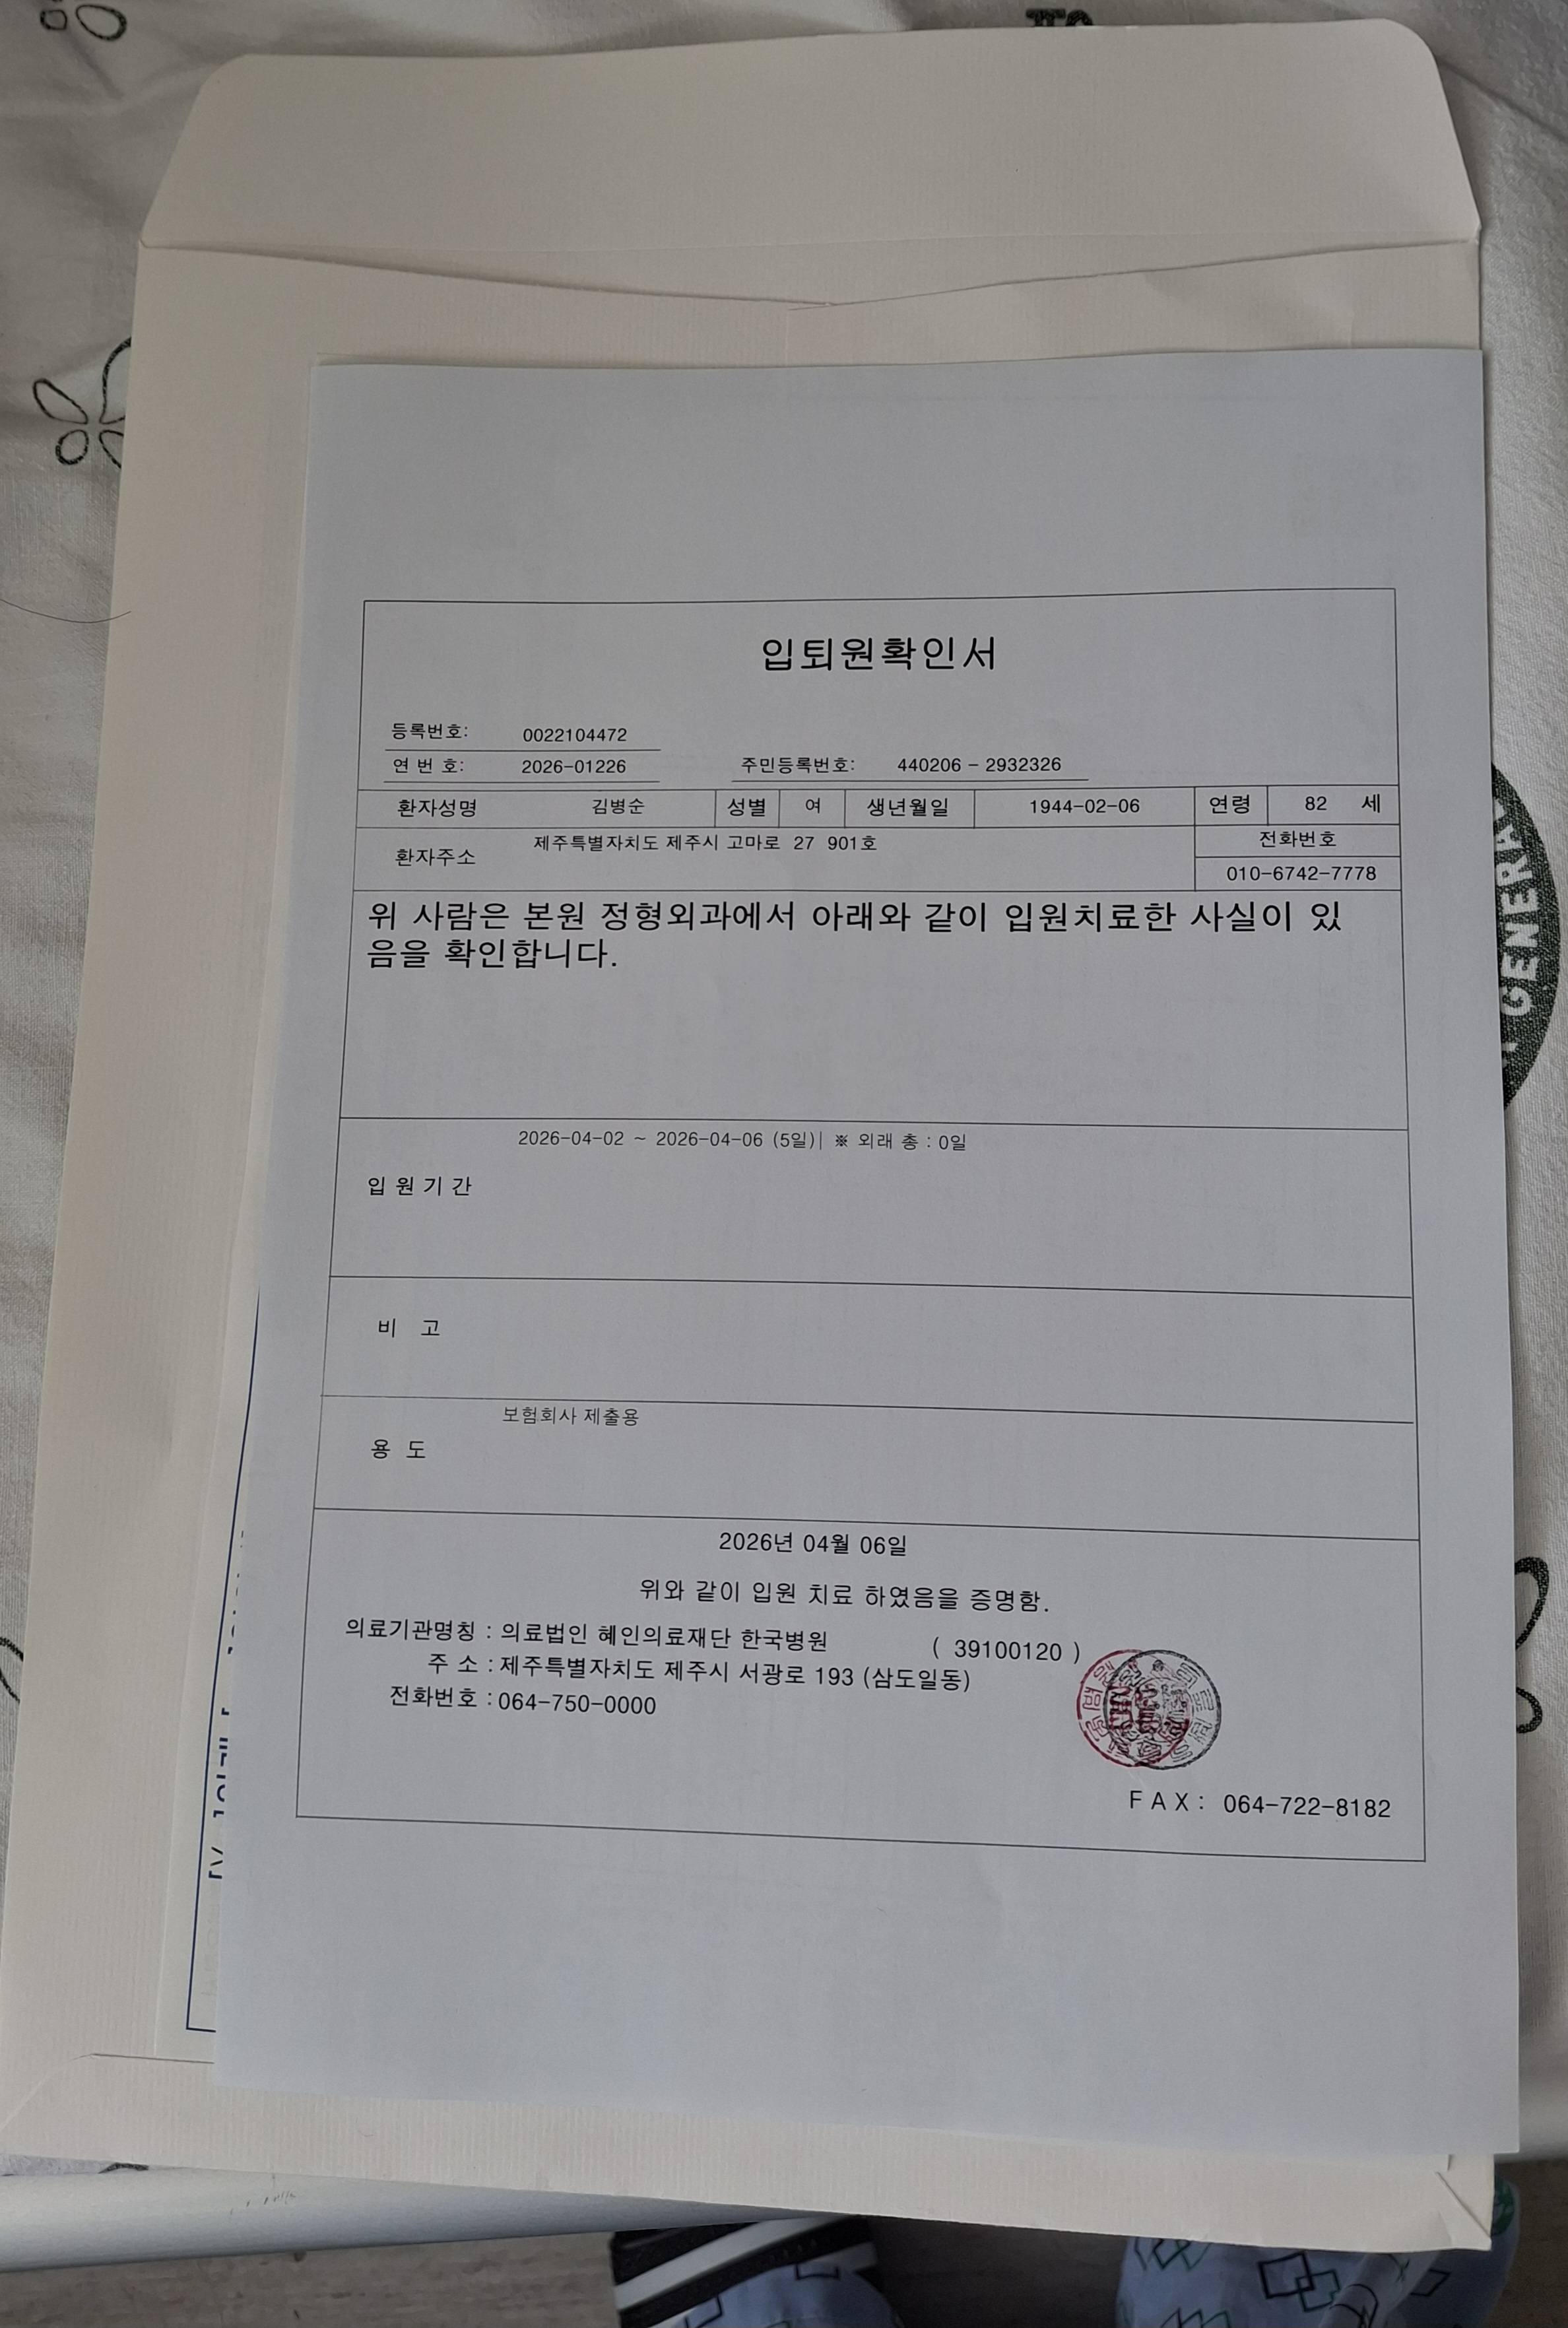 입퇴원확인서
등록번호: 0022104472
연 번 호: 2026-01226 주민등록번호: 440206 - 2932326
환자성명 김병순 성별 여 생년월일 1944-02-06 연령 82 세
환자주소 제주특별자치도 제주시 고마로 27 901호 전화번호
010-6742-7778
위 사람은 본원 정형외과에서 아래와 같이 입원치료한 사실이 있
음을 확인합니다.
2026-04-02 ~ 2026-04-06 (5일)| ※ 외래 총 : 0일
입 원 기 간
비 고
보험회사 제출용
용 도
2026년 04월 06일
위와 같이 입원 치료 하였음을 증명함.
의료기관명칭 : 의료법인 혜인의료재단 한국병원 ( 39100120 )
주 소 : 제주특별자치도 제주시 서광로 193 (삼도일동)
전화번호 : 064-750-0000
F A X : 064-722-8182
GENERA